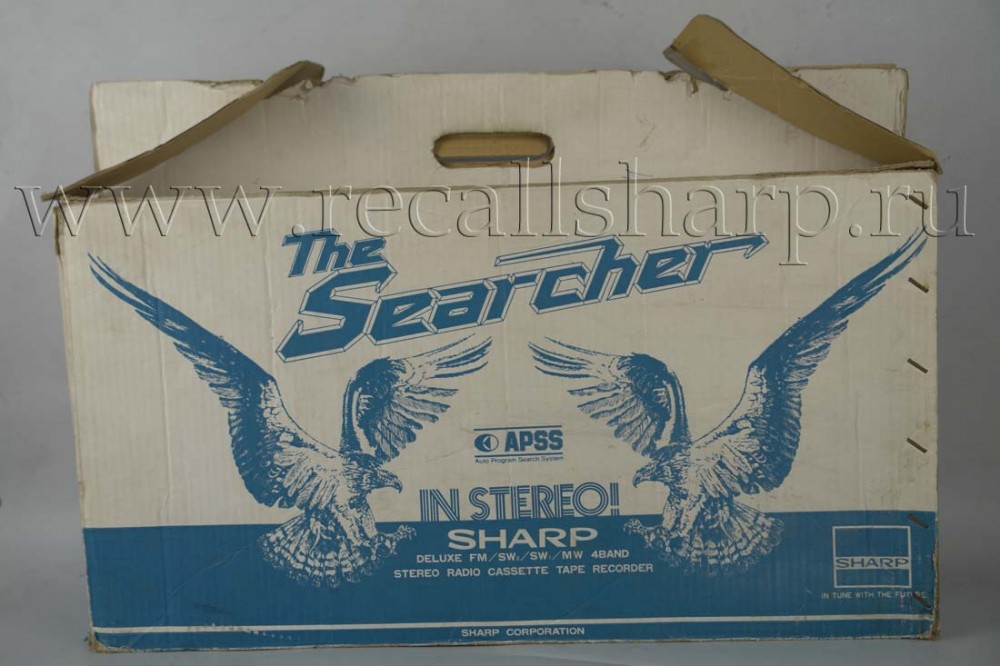 www.recallsharp.ru
The
Searcher
APSS
Auto Program Search System
IN STEREO!
SHARP
DELUXE FM/SW₂/SW₁/MW 4BAND
STEREO RADIO CASSETTE TAPE RECORDER
SHARP
IN TUNE WITH THE FUTURE
SHARP CORPORATION